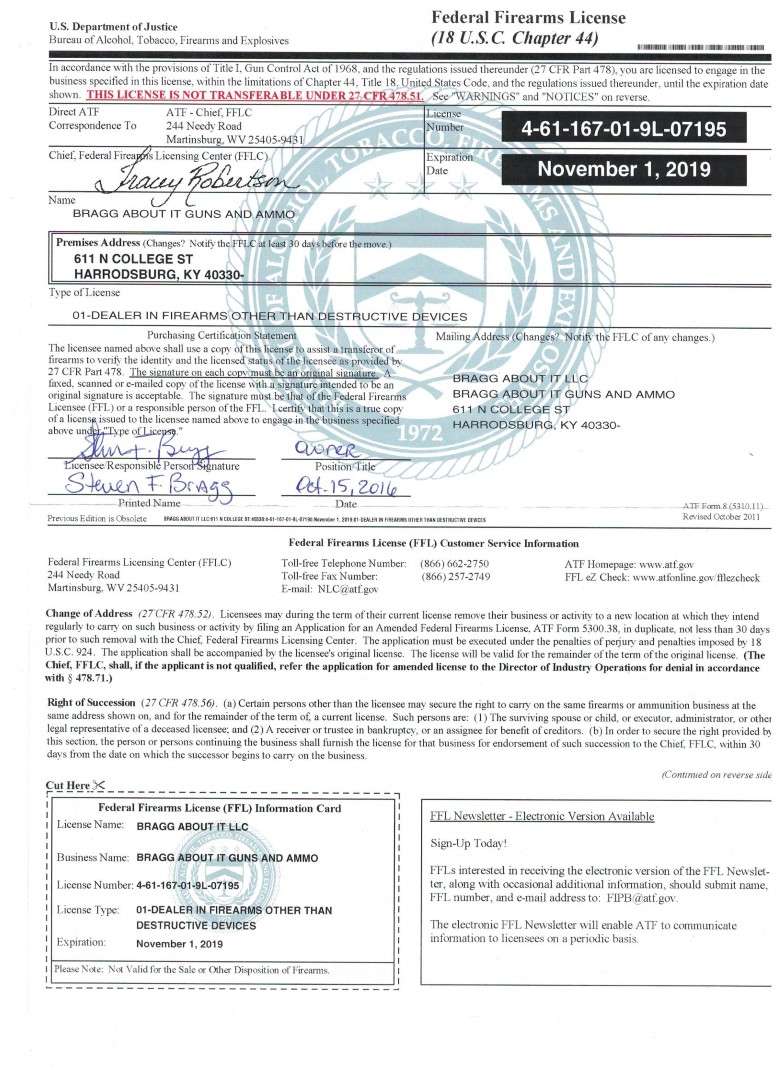 U.S. Department of Justice
Bureau of Alcohol, Tobacco, Firearms and Explosives
Federal Firearms License
(18 U.S.C. Chapter 44)
In accordance with the provisions of Title I, Gun Control Act of 1968, and the regulations issued thereunder (27 CFR Part 478), you are licensed to engage in the
business specified in this license, within the limitations of Chapter 44, Title 18, United States Code, and the regulations issued thereunder, until the expiration date
shown. THIS LICENSE IS NOT TRANSFERABLE UNDER 27 CFR 478.51. See "WARNINGS" and "NOTICES" on reverse.
Direct ATF
Correspondence To
ATF - Chief, FFLC
244 Needy Road
Martinsburg, WV 25405-9431
License
Number
4-61-167-01-9L-07195
Chief, Federal Firearms Licensing Center (FFLC)
Tracey Robertson
Expiration
Date
November 1, 2019
Name
BRAGG ABOUT IT GUNS AND AMMO
Premises Address (Changes? Notify the FFLC at least 30 days before the move.)
611 N COLLEGE ST
HARRODSBURG, KY 40330-
Type of License
01-DEALER IN FIREARMS OTHER THAN DESTRUCTIVE DEVICES
Purchasing Certification Statement
The licensee named above shall use a copy of this license to assist a transferor of
firearms to verify the identity and the licensed status of the licensee as provided by
27 CFR Part 478. The signature on each copy must be an original signature. A
faxed, scanned or e-mailed copy of the license with a signature intended to be an
original signature is acceptable. The signature must be that of the Federal Firearms
Licensee (FFL) or a responsible person of the FFL. I certify that this is a true copy
of a license issued to the licensee named above to engage in the business specified
above under "Type of License."
Mailing Address (Changes? Notify the FFLC of any changes.)
BRAGG ABOUT IT LLC
BRAGG ABOUT IT GUNS AND AMMO
611 N COLLEGE ST
HARRODSBURG, KY 40330-
1972
owner
Licensee/Responsible Person Signature
Position/Title
Steven F. Bragg
Oct. 15, 2016
Printed Name
Date
ATF Form 8 (5310.11)
Revised October 2011
Previous Edition is Obsolete
BRAGG ABOUT IT LLC:611 N COLLEGE ST:40330:4-61-167-01-9L-07195:November 1, 2019:01-DEALER IN FIREARMS OTHER THAN DESTRUCTIVE DEVICES
Federal Firearms License (FFL) Customer Service Information
Federal Firearms Licensing Center (FFLC)
244 Needy Road
Martinsburg, WV 25405-9431
Toll-free Telephone Number: (866) 662-2750
Toll-free Fax Number: (866) 257-2749
E-mail: NLC@atf.gov
ATF Homepage: www.atf.gov
FFL eZ Check: www.atfonline.gov/fflezcheck
Change of Address (27 CFR 478.52). Licensees may during the term of their current license remove their business or activity to a new location at which they intend
regularly to carry on such business or activity by filing an Application for an Amended Federal Firearms License, ATF Form 5300.38, in duplicate, not less than 30 days
prior to such removal with the Chief, Federal Firearms Licensing Center. The application must be executed under the penalties of perjury and penalties imposed by 18
U.S.C. 924. The application shall be accompanied by the licensee's original license. The license will be valid for the remainder of the term of the original license. (The
Chief, FFLC, shall, if the applicant is not qualified, refer the application for amended license to the Director of Industry Operations for denial in accordance
with § 478.71.)
Right of Succession (27 CFR 478.56). (a) Certain persons other than the licensee may secure the right to carry on the same firearms or ammunition business at the
same address shown on, and for the remainder of the term of, a current license. Such persons are: (1) The surviving spouse or child, or executor, administrator, or other
legal representative of a deceased licensee; and (2) A receiver or trustee in bankruptcy, or an assignee for benefit of creditors. (b) In order to secure the right provided by
this section, the person or persons continuing the business shall furnish the license for that business for endorsement of such succession to the Chief, FFLC, within 30
days from the date on which the successor begins to carry on the business.
(Continued on reverse side
Cut Here
Federal Firearms License (FFL) Information Card
License Name: BRAGG ABOUT IT LLC
Business Name: BRAGG ABOUT IT GUNS AND AMMO
License Number: 4-61-167-01-9L-07195
License Type: 01-DEALER IN FIREARMS OTHER THAN
DESTRUCTIVE DEVICES
Expiration: November 1, 2019
Please Note: Not Valid for the Sale or Other Disposition of Firearms.
FFL Newsletter - Electronic Version Available
Sign-Up Today!
FFLs interested in receiving the electronic version of the FFL Newslet-
ter, along with occasional additional information, should submit name,
FFL number, and e-mail address to: FIPB@atf.gov.
The electronic FFL Newsletter will enable ATF to communicate
information to licensees on a periodic basis.